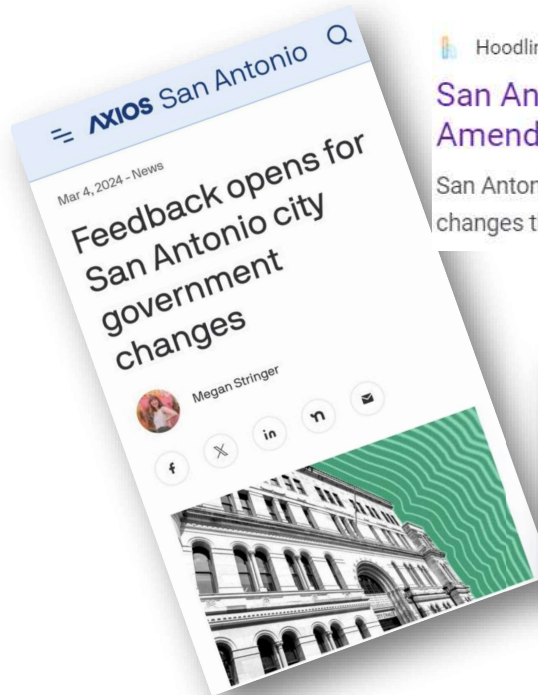 AXIOS San Antonio
Mar 4, 2024 - News
Feedback opens for
San Antonio city
government
changes
Megan Stringer
f X in
Hoodlin
San An
Amend
San Anton
changes t